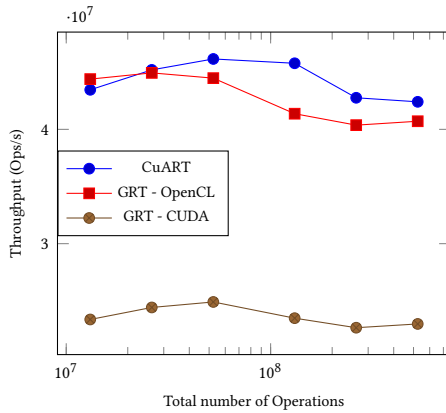 ·10⁷
4
3
Throughput (Ops/s)
CuART
GRT - OpenCL
GRT - CUDA
10⁷ 10⁸
Total number of Operations